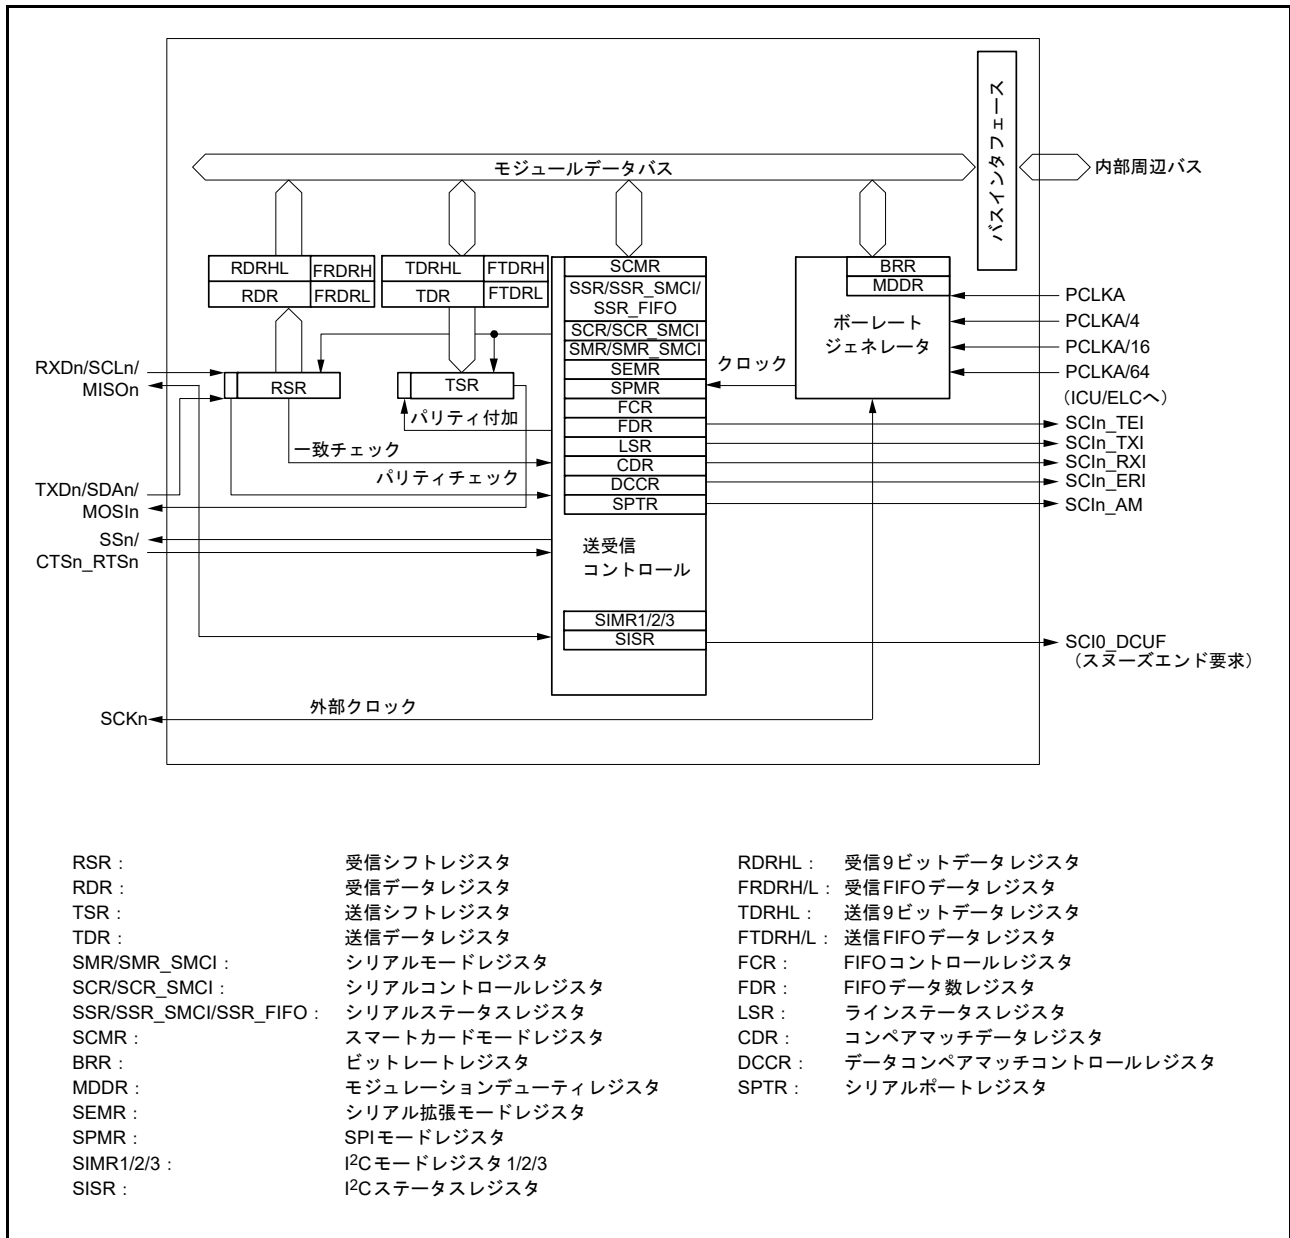 バスインタフェース
モジュールデータバス
内部周辺バス
RDRHL
FRDRH
RDR
FRDRL
TDRHL
FTDRH
TDR
FTDRL
SCMR
SSR/SSR_SMCI/
SSR_FIFO
SCR/SCR_SMCI
SMR/SMR_SMCI
SEMR
SPMR
FCR
FDR
LSR
CDR
DCCR
SPTR
送受信
コントロール
SIMR1/2/3
SISR
BRR
MDDR
ボーレート
ジェネレータ
クロック
PCLKA
PCLKA/4
PCLKA/16
PCLKA/64
（ICU/ELCへ）
SCIn_TEI
SCIn_TXI
SCIn_RXI
SCIn_ERI
SCIn_AM
SCI0_DCUF
（スヌーズエンド要求）
RXDn/SCLn/
MISOn
RSR
TSR
パリティ付加
一致チェック
パリティチェック
TXDn/SDAn/
MOSIn
SSn/
CTSn_RTSn
SCKn
外部クロック
RSR： 受信シフトレジスタ
RDR： 受信データレジスタ
TSR： 送信シフトレジスタ
TDR： 送信データレジスタ
SMR/SMR_SMCI： シリアルモードレジスタ
SCR/SCR_SMCI： シリアルコントロールレジスタ
SSR/SSR_SMCI/SSR_FIFO： シリアルステータスレジスタ
SCMR： スマートカードモードレジスタ
BRR： ビットレートレジスタ
MDDR： モジュレーションデューティレジスタ
SEMR： シリアル拡張モードレジスタ
SPMR： SPIモードレジスタ
SIMR1/2/3： I²Cモードレジスタ1/2/3
SISR： I²Cステータスレジスタ
RDRHL： 受信9ビットデータレジスタ
FRDRH/L： 受信FIFOデータレジスタ
TDRHL： 送信9ビットデータレジスタ
FTDRH/L： 送信FIFOデータレジスタ
FCR： FIFOコントロールレジスタ
FDR： FIFOデータ数レジスタ
LSR： ラインステータスレジスタ
CDR： コンペアマッチデータレジスタ
DCCR： データコンペアマッチコントロールレジスタ
SPTR： シリアルポートレジスタ